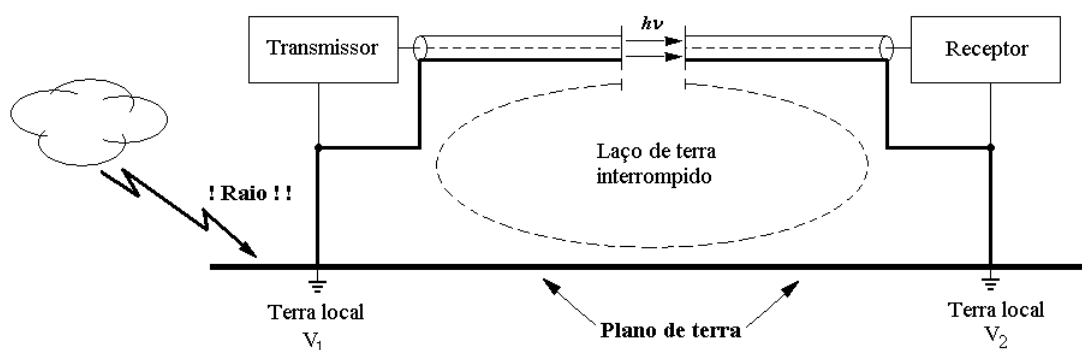 hν
Transmissor
Receptor
Laço de terra
interrompido
! Raio ! !
Terra local
V1
Plano de terra
Terra local
V2